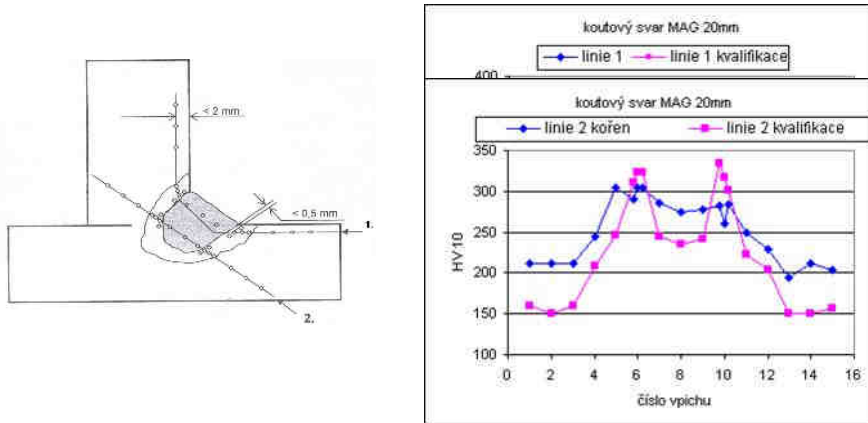 < 2 mm
< 0,5 mm
1.
2.
koutový svar MAG 20mm
linie 1 linie 1 kvalifikace
400
koutový svar MAG 20mm
linie 2 kořen linie 2 kvalifikace
350
300
250
200
150
100
HV10
0 2 4 6 8 10 12 14 16
číslo vpichu